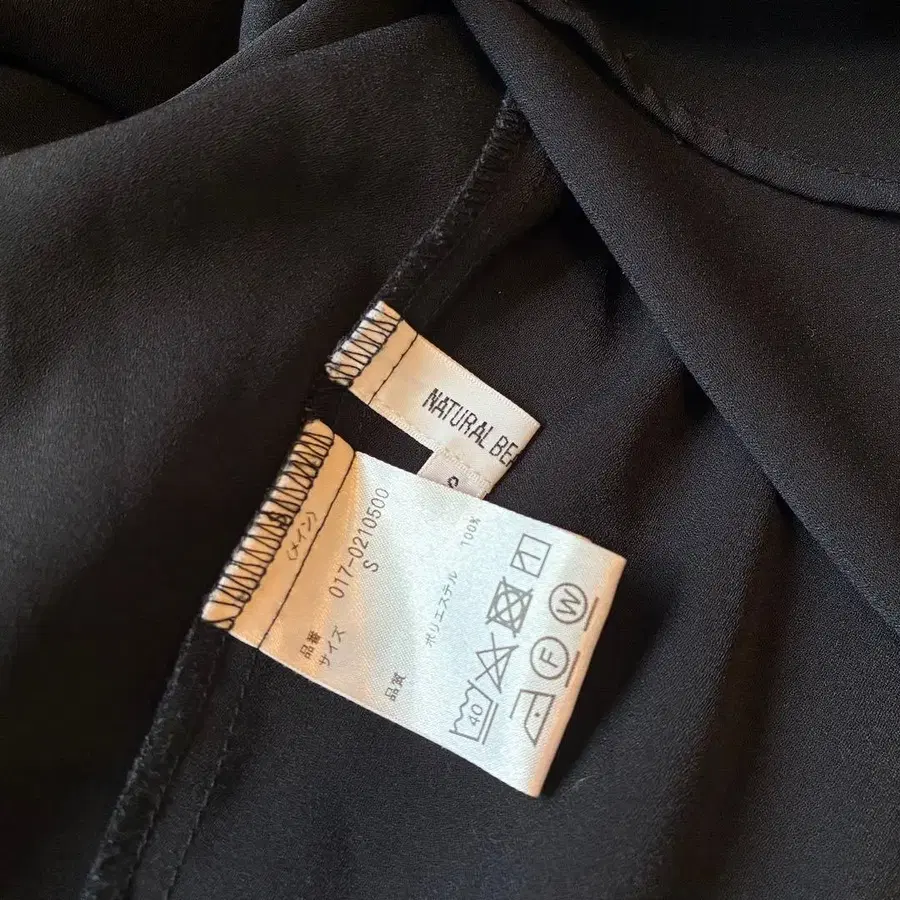 NATURAL BEA
S
(メイン)
品番 017-0210500
サイズ S
品質 ポリエステル 100%
40
F
W